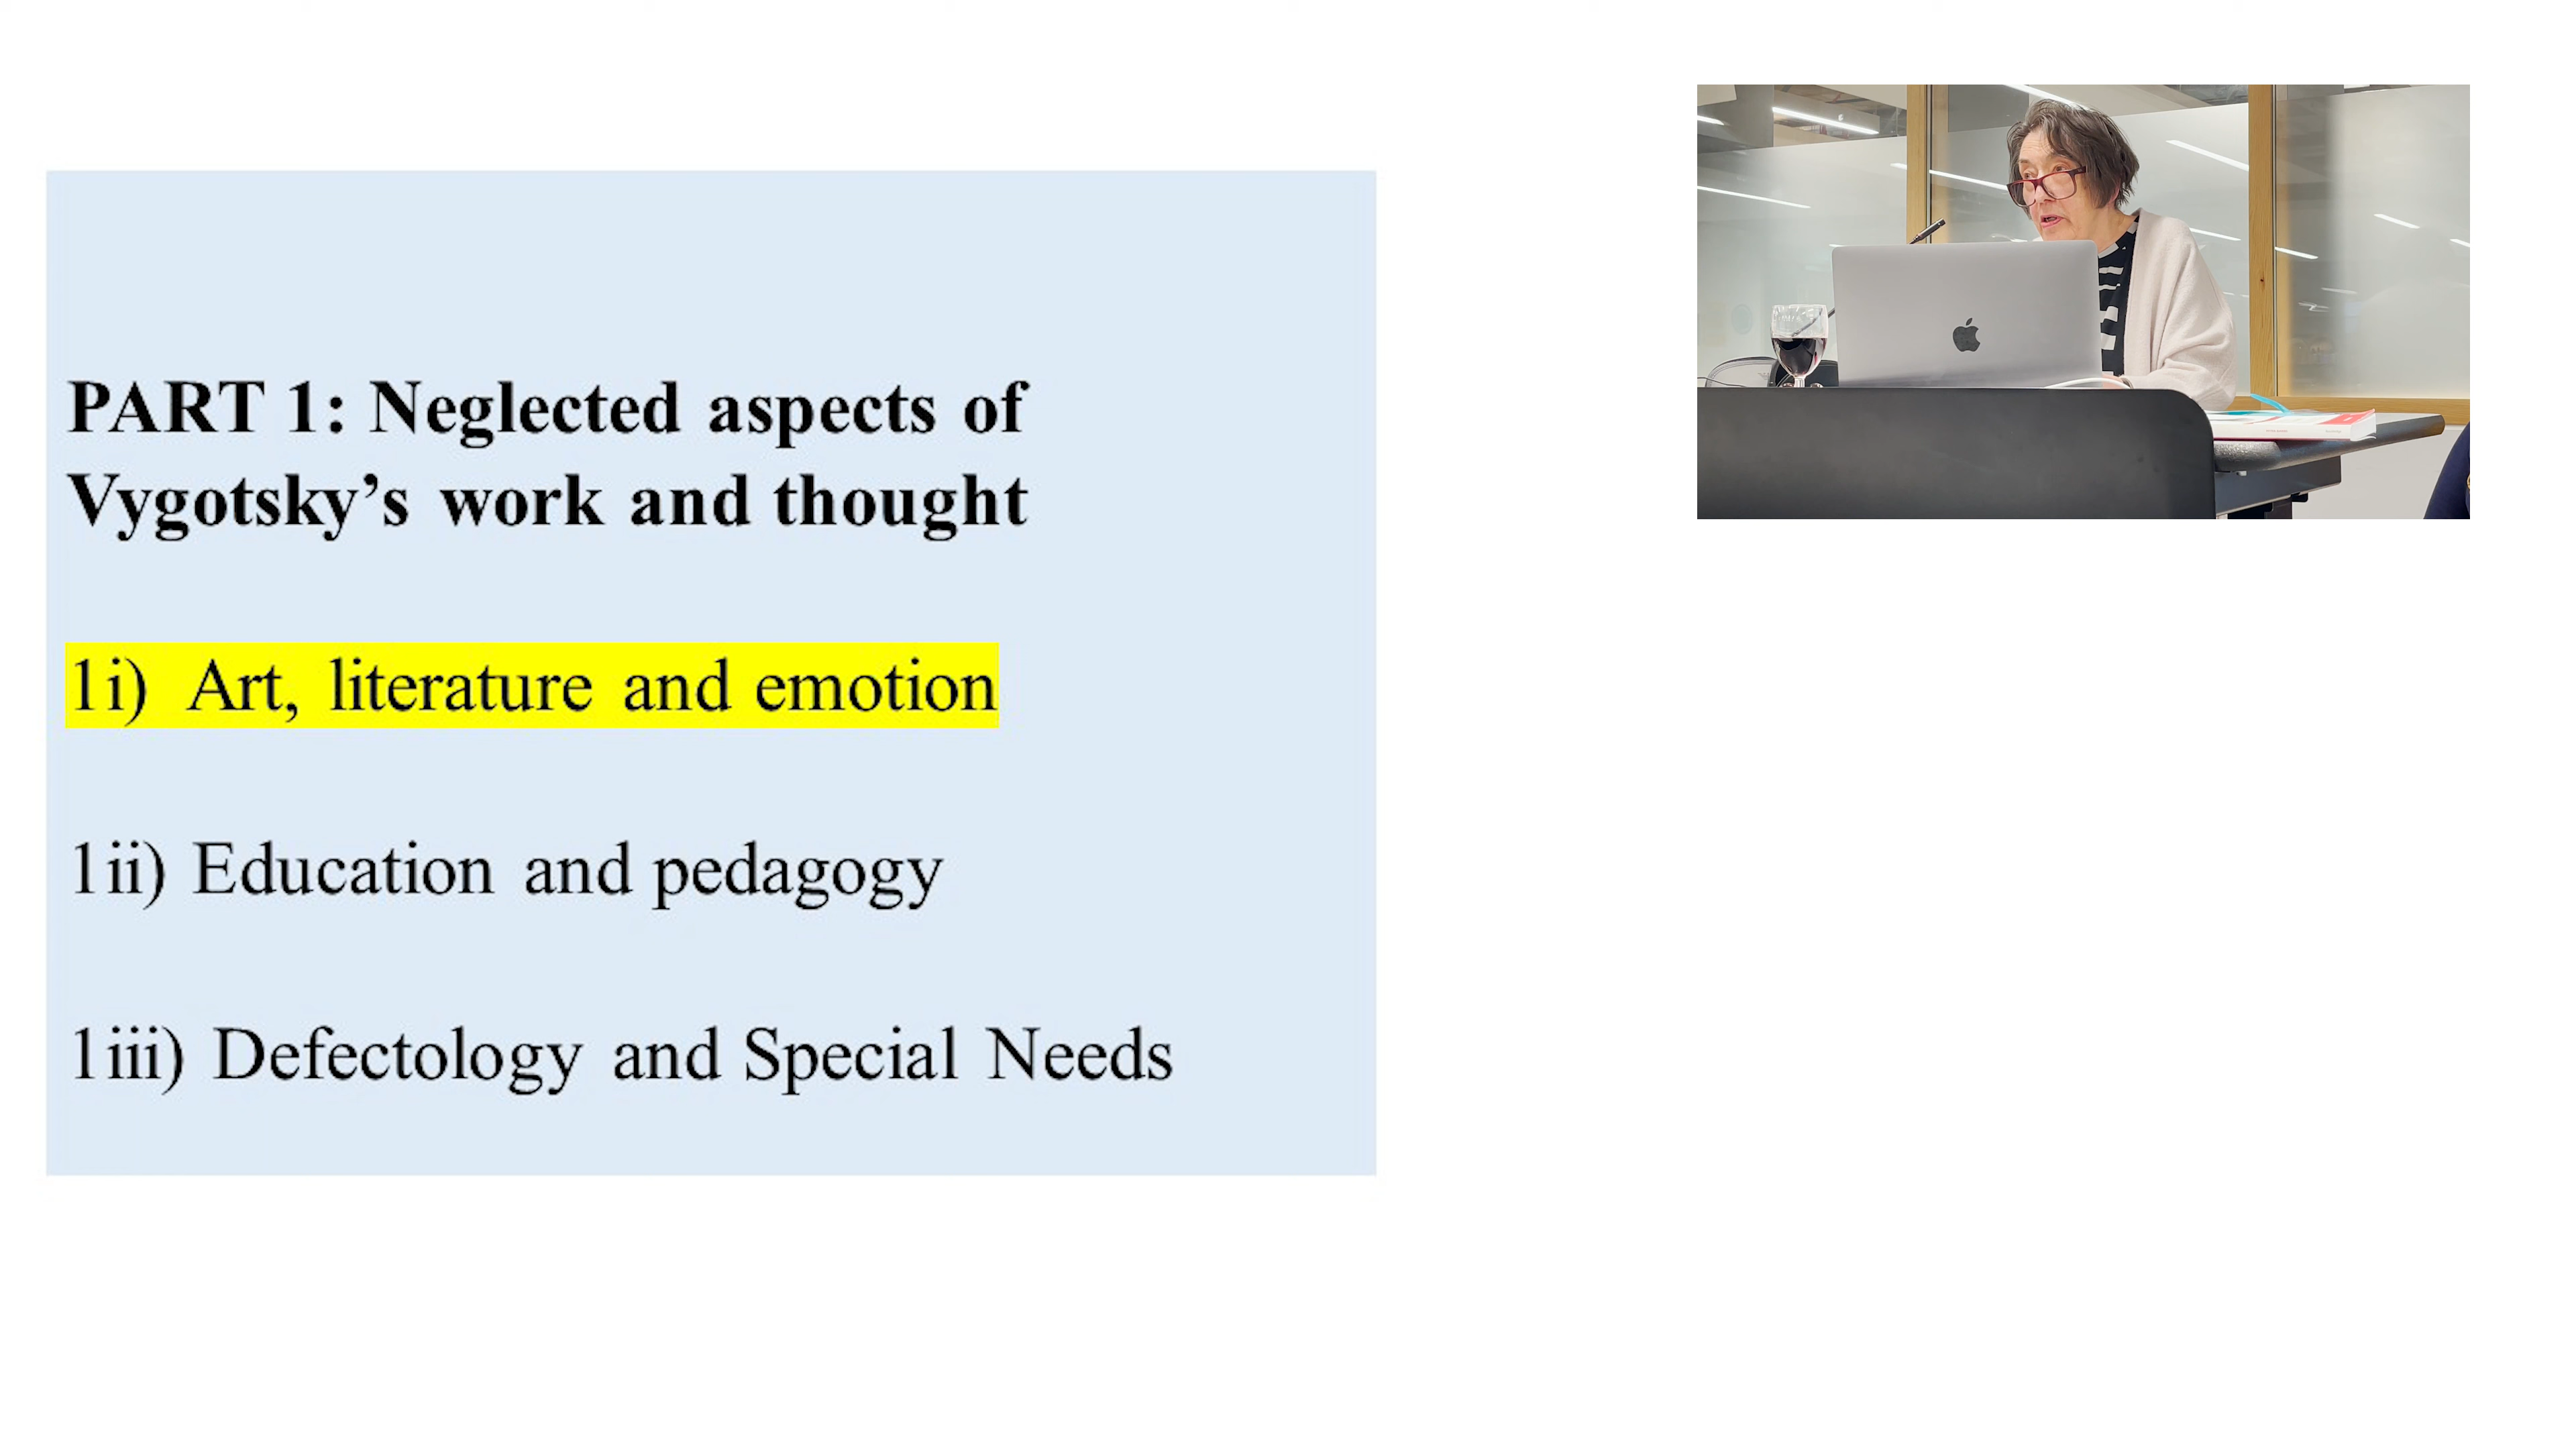 PART 1: Neglected aspects of
Vygotsky’s work and thought
1i) Art, literature and emotion
1ii) Education and pedagogy
1iii) Defectology and Special Needs